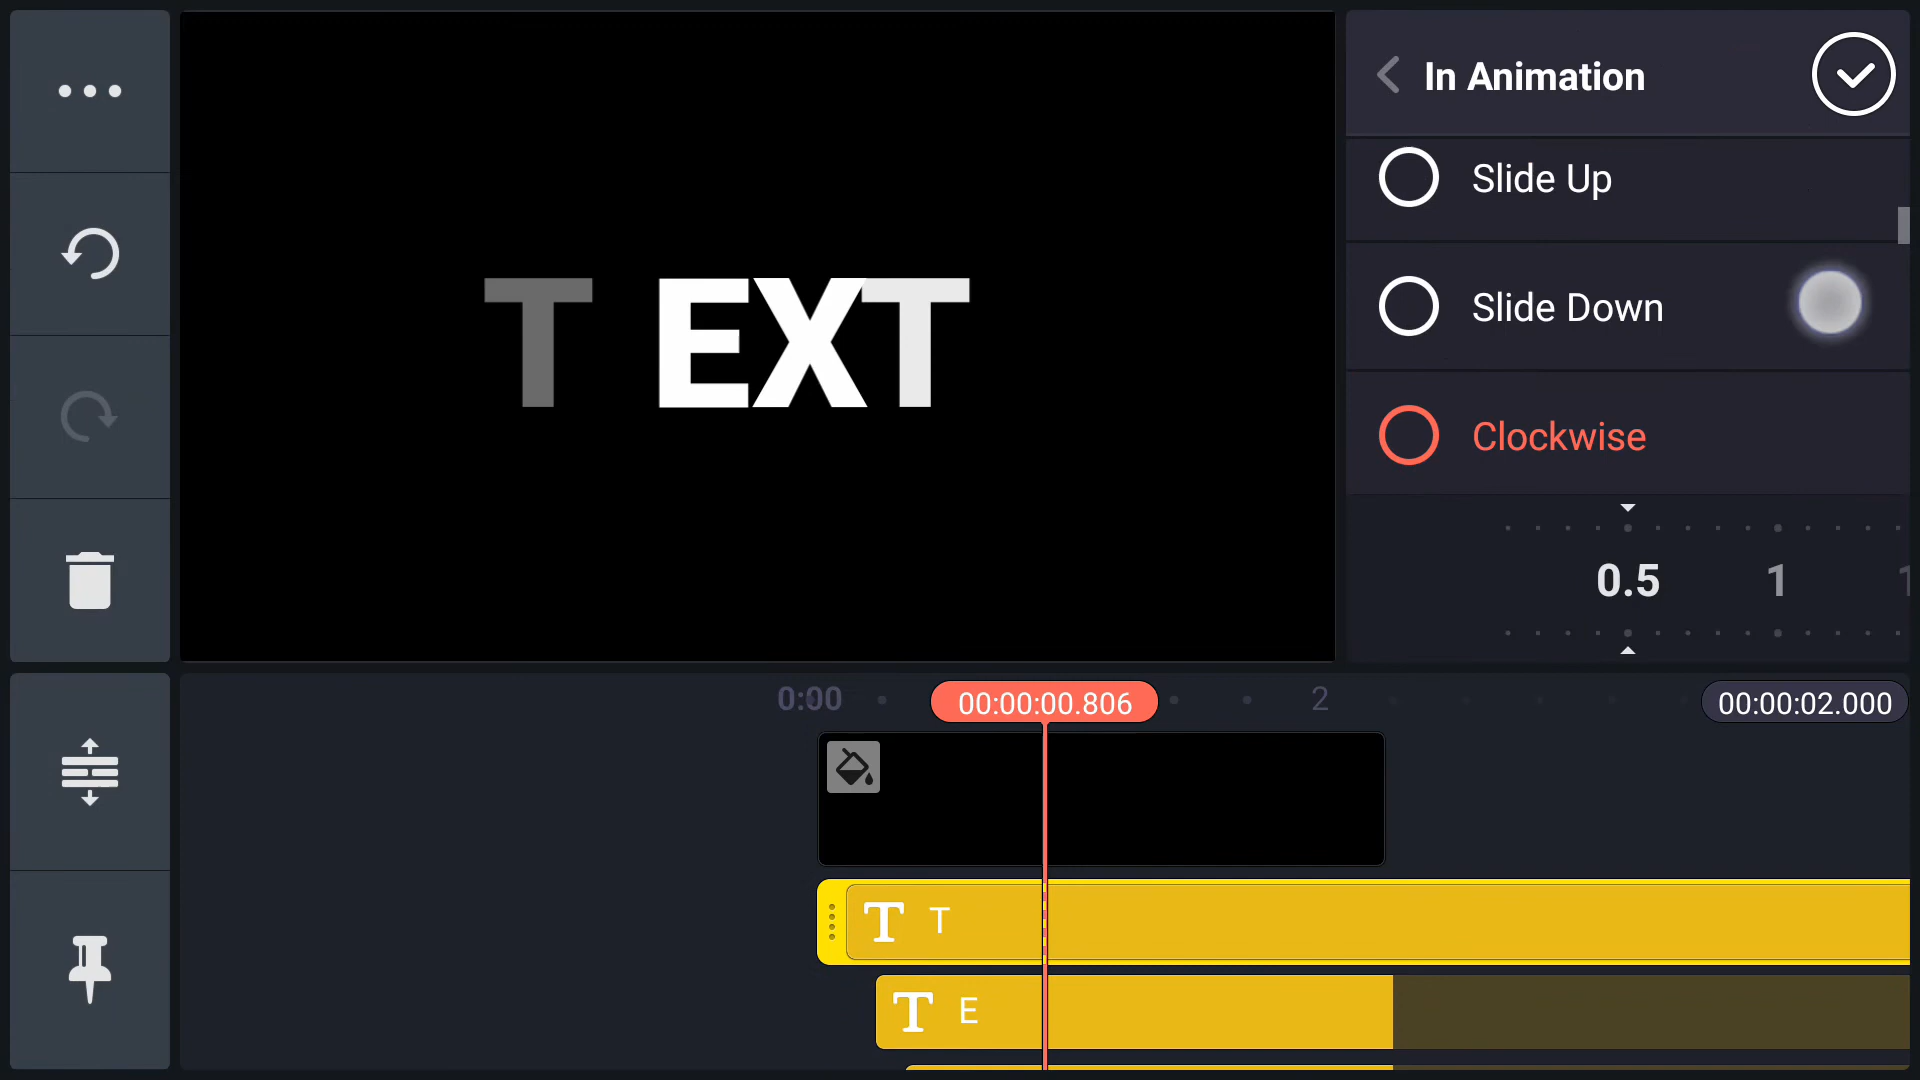 In Animation
Slide Up
T EXT
Slide Down
Clockwise
0.5 1
0:00 00:00:00.806 2 00:00:02.000
T T
T E